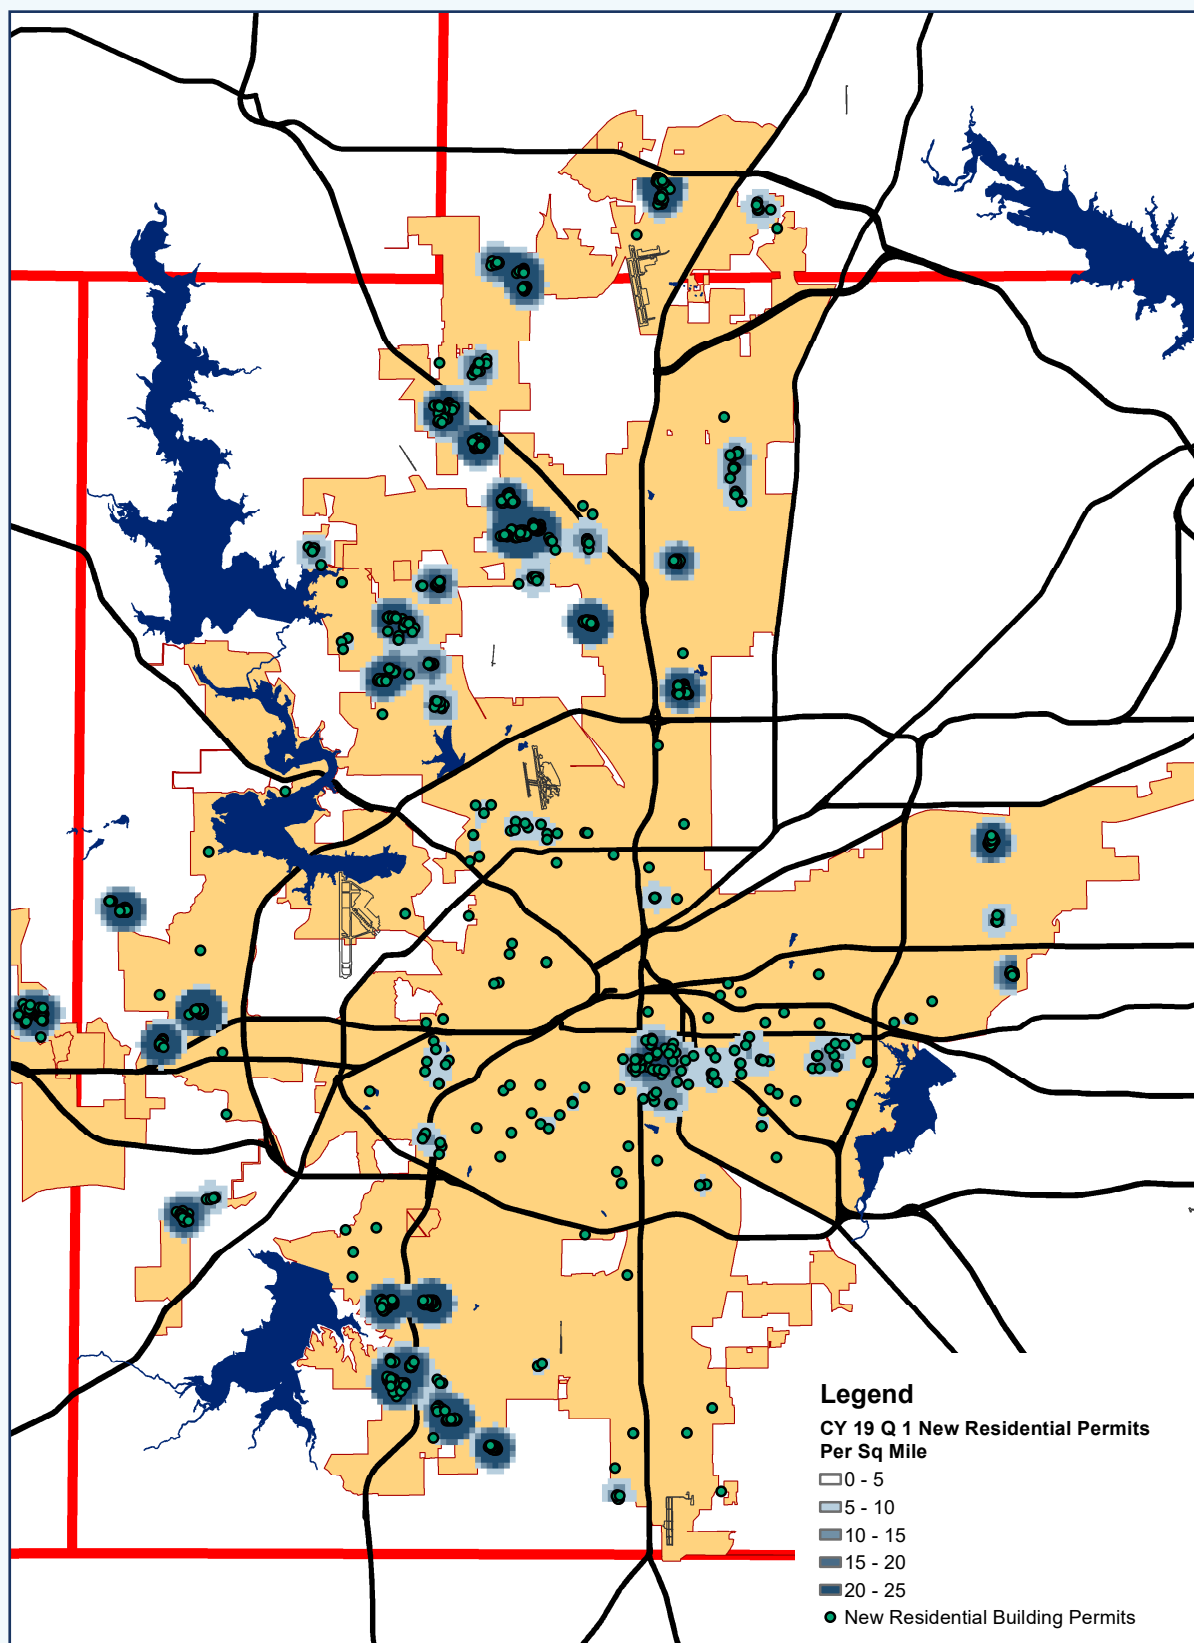 Legend
CY 19 Q 1 New Residential Permits
Per Sq Mile
0 - 5
5 - 10
10 - 15
15 - 20
20 - 25
New Residential Building Permits